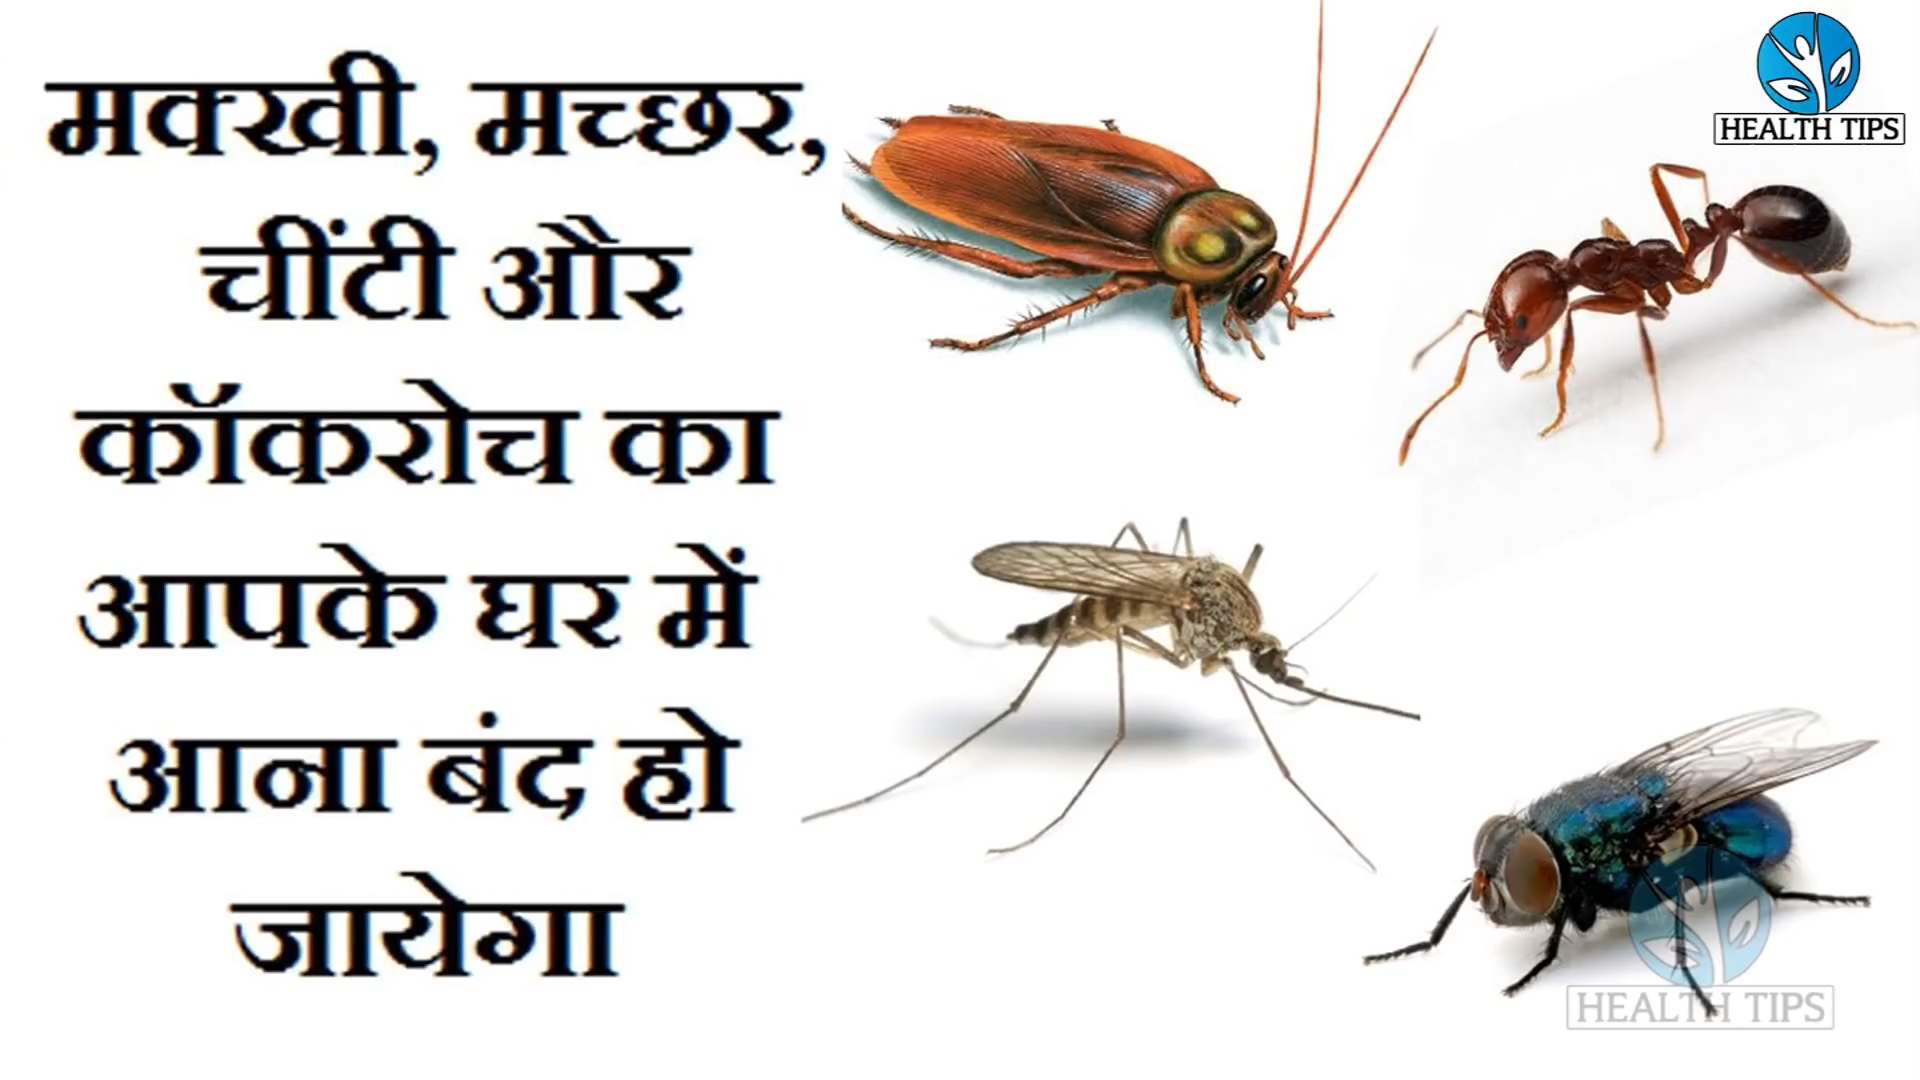 मक्खी, मच्छर,
चींटी और
कॉकरोच का
आपके घर में
आना बंद हो
जायेगा
HEALTH TIPS
HEALTH TIPS